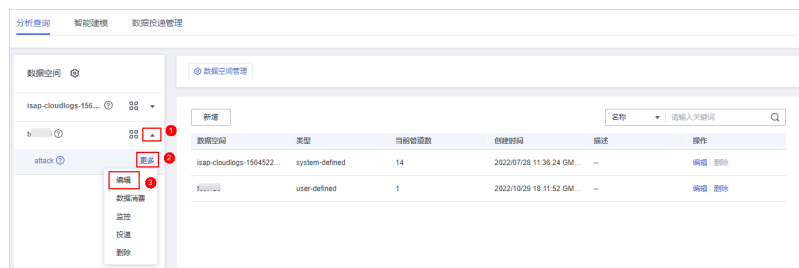 分析查询 智能建模 数据投递管理
数据空间
数据空间管理
isap-cloudlogs-156...
新增
名称 请输入关键词
1
数据空间 类型 当前管道数 创建时间 描述 操作
attack 更多 2
isap-cloudlogs-1564522... system-defined 14 2022/07/28 11:36:24 GM... -- 编辑 删除
编辑 3
user-defined 1 2022/10/29 18:11:52 GM... -- 编辑 删除
数据消费
监控
投递
删除